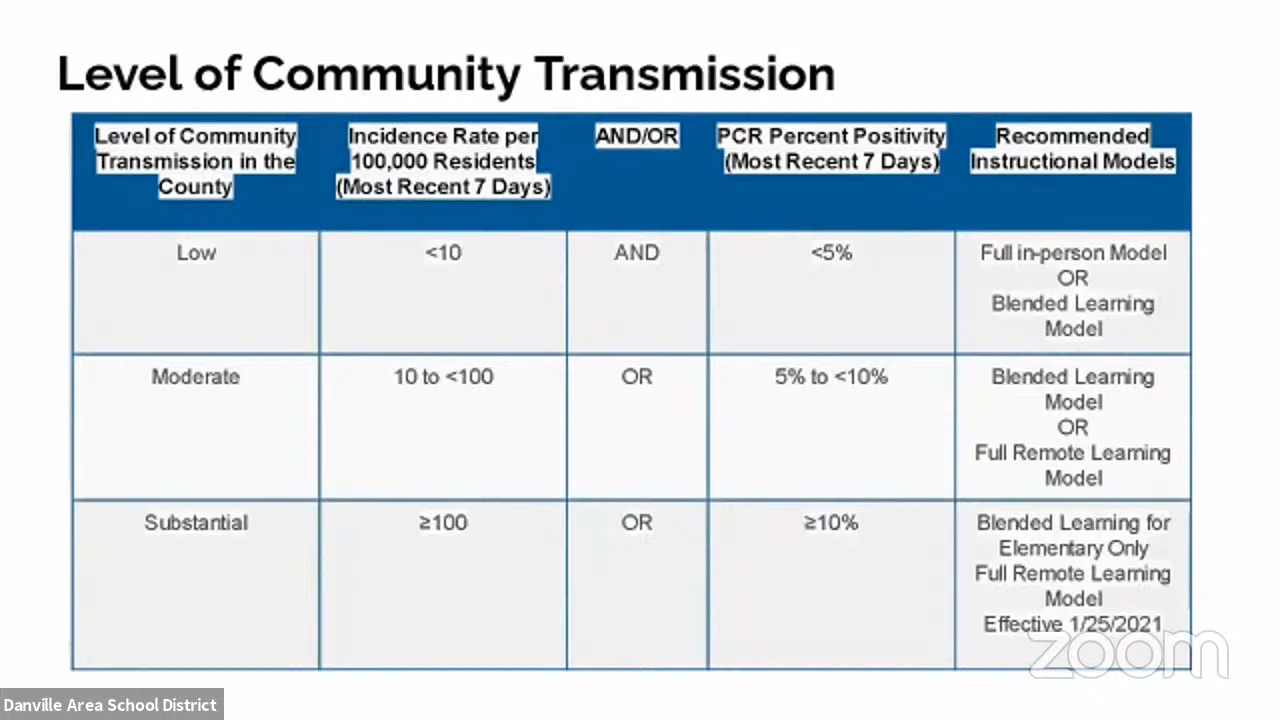 Level of Community Transmission
Level of Community
Transmission in the
County
Incidence Rate per
100,000 Residents
(Most Recent 7 Days)
AND/OR
PCR Percent Positivity
(Most Recent 7 Days)
Recommended
Instructional Models
Low
<10
AND
<5%
Full in-person Model
OR
Blended Learning
Model
Moderate
10 to <100
OR
5% to <10%
Blended Learning
Model
OR
Full Remote Learning
Model
Substantial
≥100
OR
≥10%
Blended Learning for
Elementary Only
Full Remote Learning
Model
Effective 1/25/2021
zoom
Danville Area School District